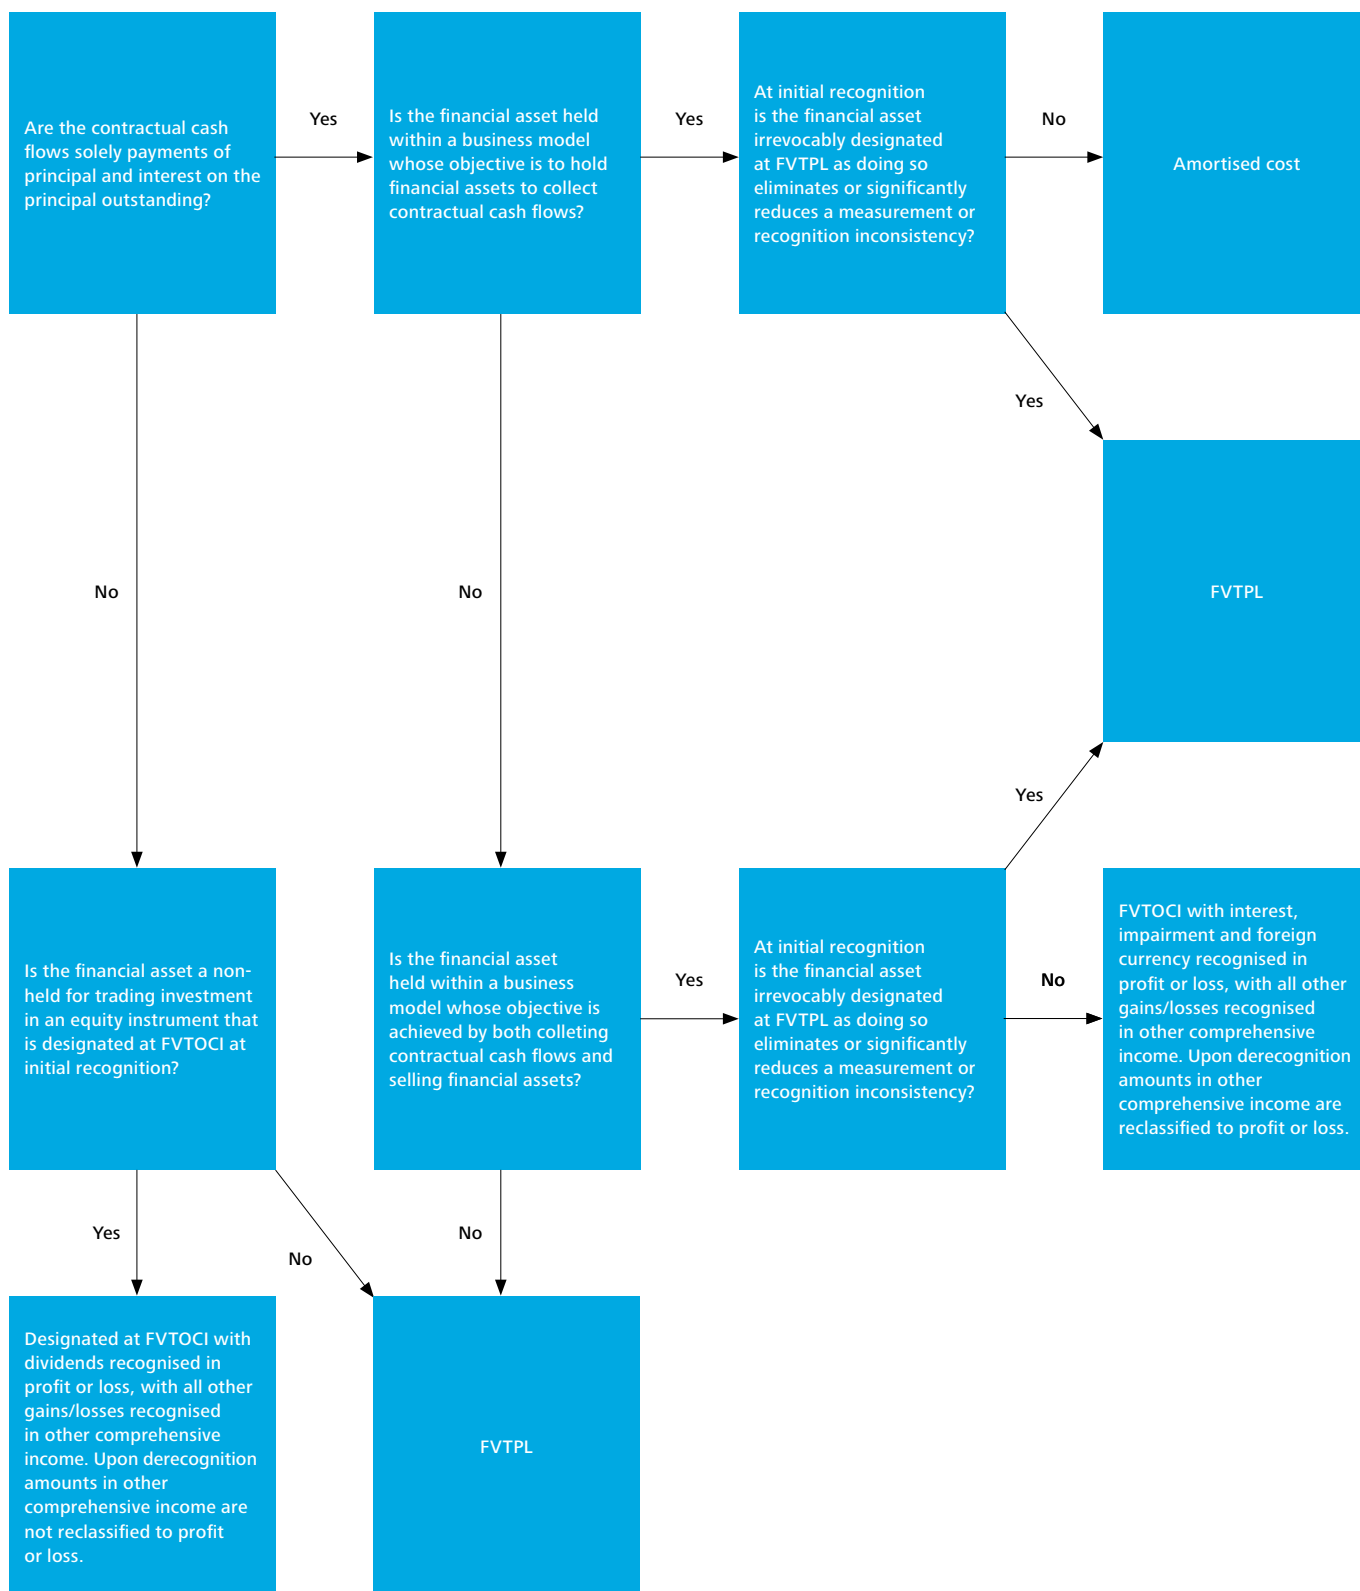 Are the contractual cash
flows solely payments of
principal and interest on the
principal outstanding?
Yes
Is the financial asset held
within a business model
whose objective is to hold
financial assets to collect
contractual cash flows?
Yes
At initial recognition
is the financial asset
irrevocably designated
at FVTPL as doing so
eliminates or significantly
reduces a measurement or
recognition inconsistency?
No
Amortised cost
Yes
No
No
FVTPL
Yes
Is the financial asset a non-
held for trading investment
in an equity instrument that
is designated at FVTOCI at
initial recognition?
Is the financial asset
held within a business
model whose objective is
achieved by both colleting
contractual cash flows and
selling financial assets?
Yes
At initial recognition
is the financial asset
irrevocably designated
at FVTPL as doing so
eliminates or significantly
reduces a measurement or
recognition inconsistency?
No
FVTOCI with interest,
impairment and foreign
currency recognised in
profit or loss, with all other
gains/losses recognised
in other comprehensive
income. Upon derecognition
amounts in other
comprehensive income are
reclassified to profit or loss.
Yes
No
No
Designated at FVTOCI with
dividends recognised in
profit or loss, with all other
gains/losses recognised
in other comprehensive
income. Upon derecognition
amounts in other
comprehensive income are
not reclassified to profit
or loss.
FVTPL